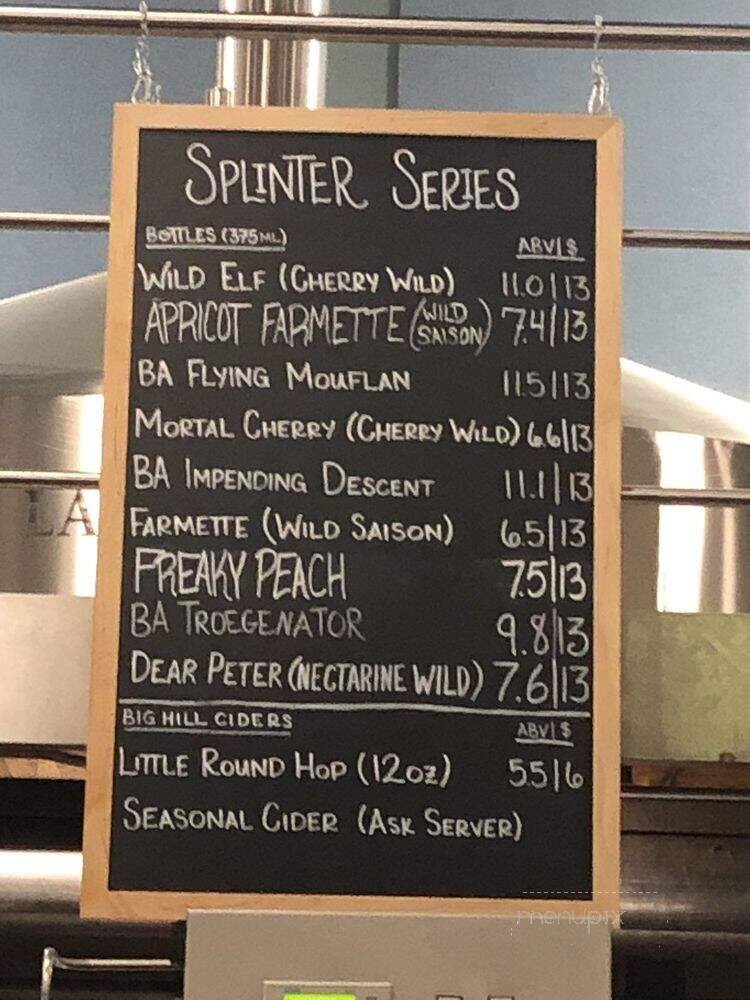 SPLINTER SERIES
BOTTLES (375ML) ABV|$
WILD ELF (CHERRY WILD) 11.0|13
APRICOT FARMETTE (WILD SAISON) 7.4|13
BA FLYING MOUFLAN 11.5|13
MORTAL CHERRY (CHERRY WILD) 6.6|13
BA IMPENDING DESCENT 11.1|13
FARMETTE (WILD SAISON) 6.5|13
FREAKY PEACH 7.5|13
BA TROEGENATOR 9.8|13
DEAR PETER (NECTARINE WILD) 7.6|13
BIG HILL CIDERS ABV|$
LITTLE ROUND HOP (12oz) 5.5|6
SEASONAL CIDER (ASK SERVER)
LA
menupix